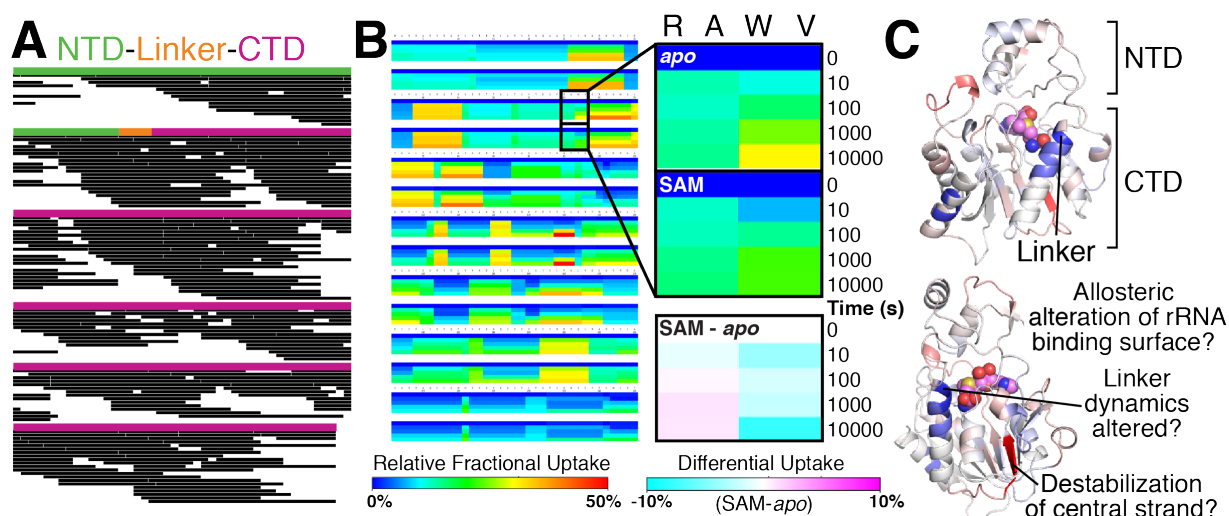 A
NTD-Linker-CTD
B
R A W V
apo
0
10
100
1000
10000
SAM
0
10
100
1000
10000
Time (s)
SAM - apo
0
10
100
1000
10000
Relative Fractional Uptake
0%
50%
Differential Uptake
-10%
(SAM-apo)
10%
C
NTD
CTD
Linker
Allosteric
alteration of rRNA
binding surface?
Linker
dynamics
altered?
Destabilization
of central strand?